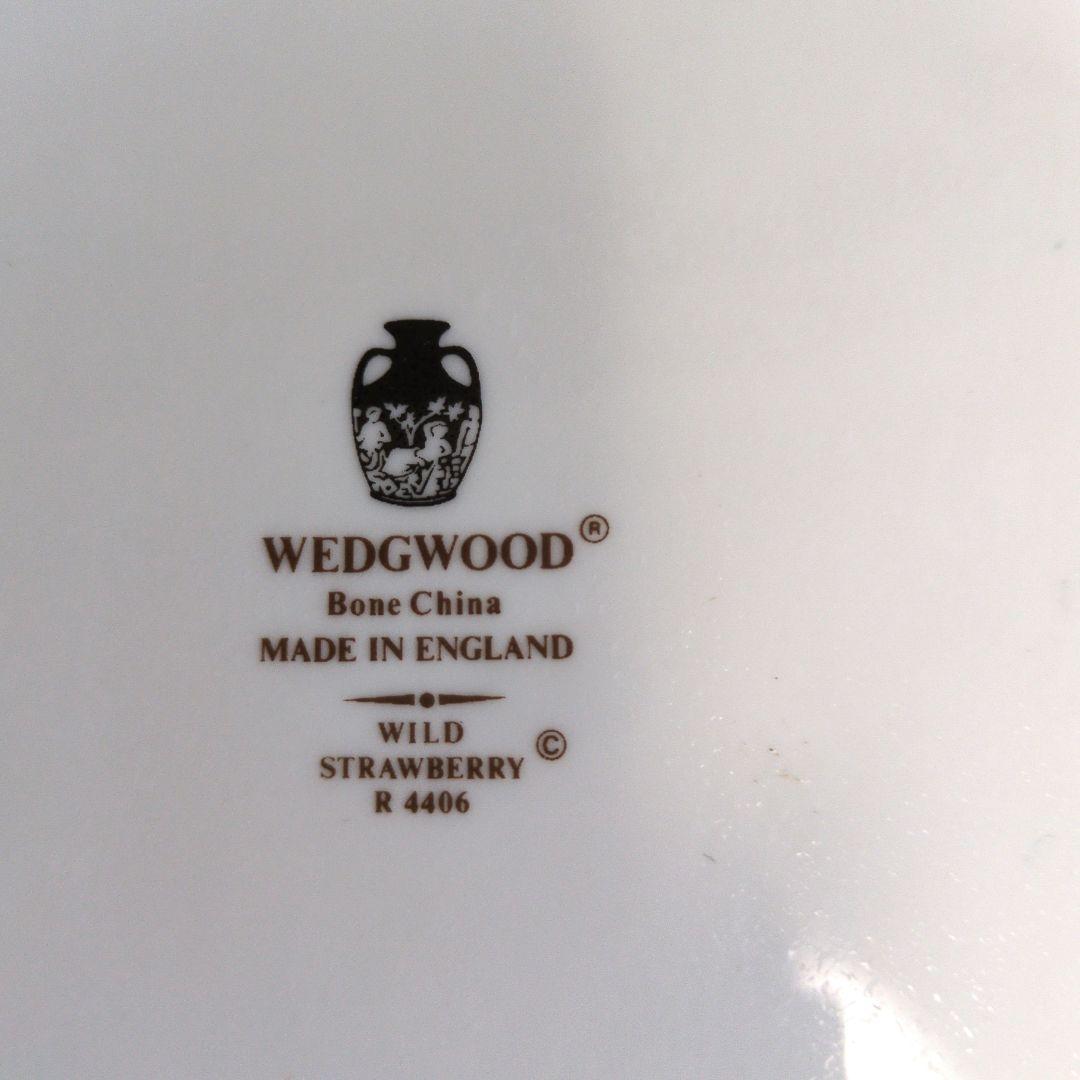 WEDGWOOD®
Bone China
MADE IN ENGLAND
WILD
STRAWBERRY ©
R 4406